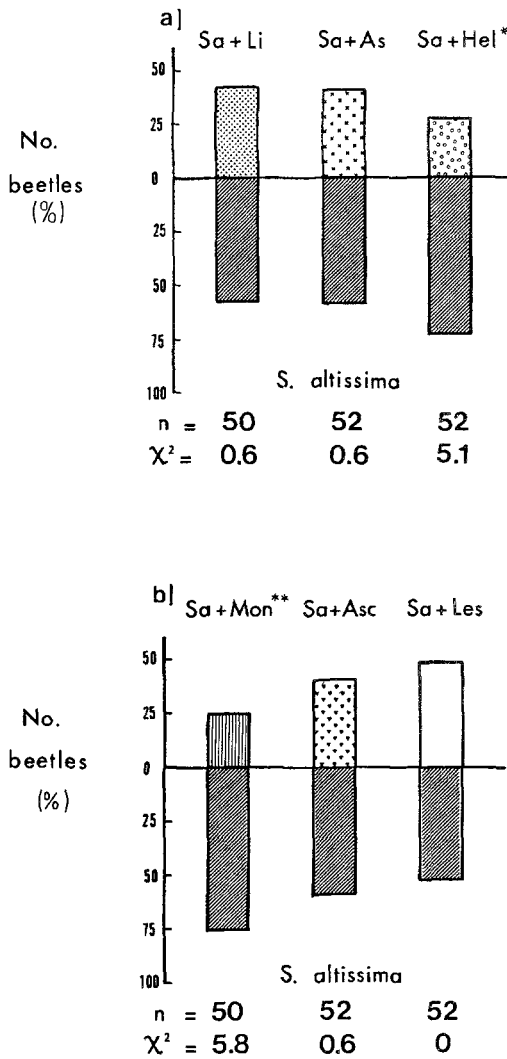 a]
Sa+Li Sa+As Sa+Hel*
50
25
0
25
50
75
100
No.
beetles
(%)
S. altissima
n = 50 52 52
χ² = 0.6 0.6 5.1
b]
Sa+Mon** Sa+Asc Sa+Les
50
25
0
25
50
75
100
No.
beetles
(%)
S. altissima
n = 50 52 52
χ² = 5.8 0.6 0